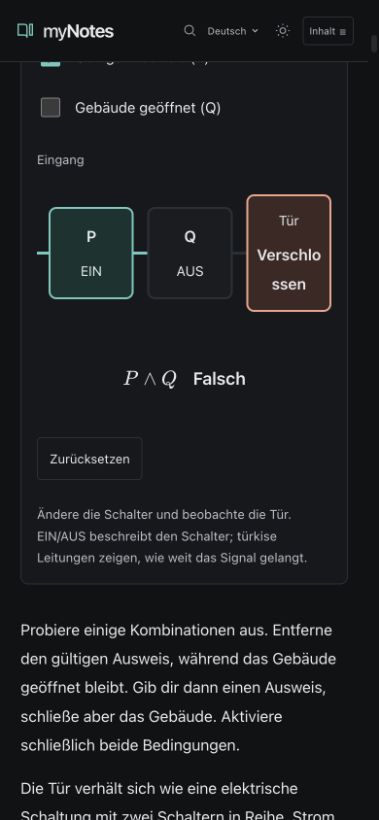 myNotes
Deutsch
Inhalt
Gebäude geöffnet (Q)
Eingang
P
EIN
Q
AUS
Tür
Verschlo
ssen
P ∧ Q Falsch
Zurücksetzen
Ändere die Schalter und beobachte die Tür.
EIN/AUS beschreibt den Schalter; türkise
Leitungen zeigen, wie weit das Signal gelangt.
Probiere einige Kombinationen aus. Entferne
den gültigen Ausweis, während das Gebäude
geöffnet bleibt. Gib dir dann einen Ausweis,
schließe aber das Gebäude. Aktiviere
schließlich beide Bedingungen.
Die Tür verhält sich wie eine elektrische
Schaltung mit zwei Schaltern in Reihe. Strom